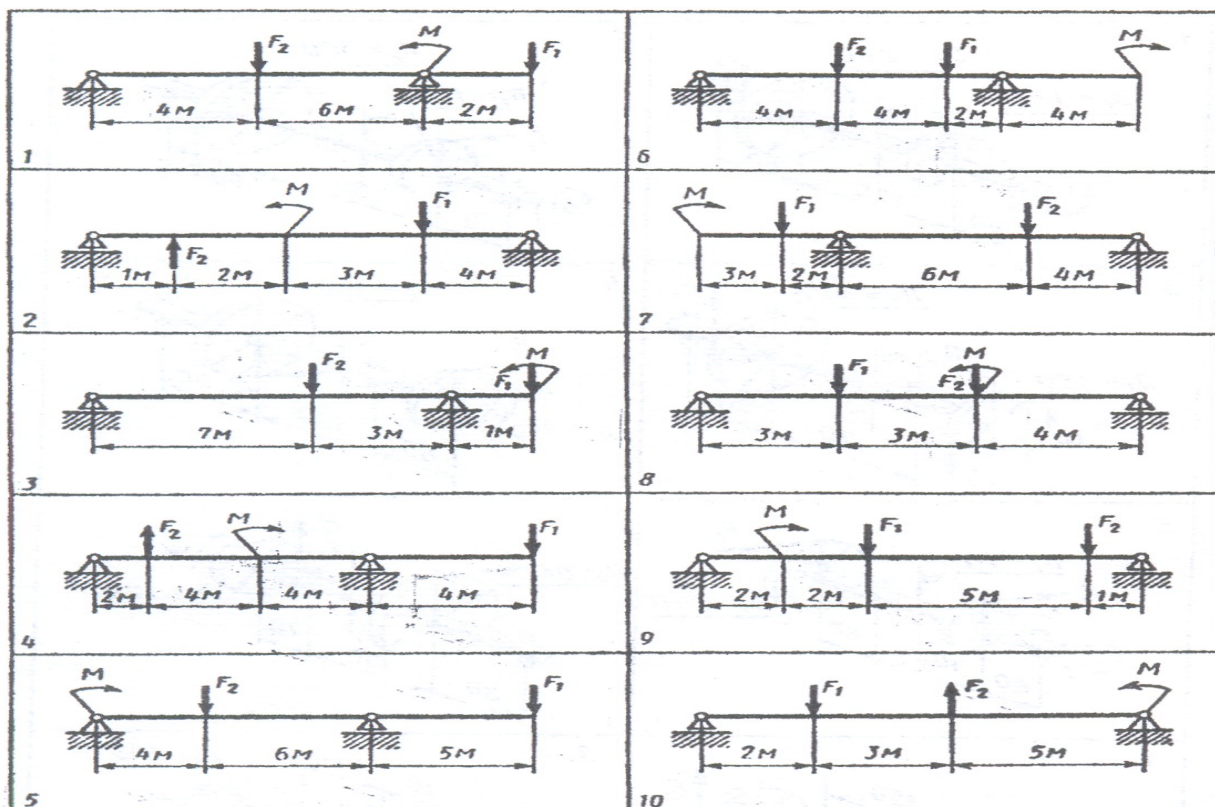 F₂ M F₁
4м 6м 2м
1
F₂ F₁ M
4м 4м 2м 4м
6
M F₁
F₂
1м 2м 3м 4м
2
M F₁ F₂
3м 2м 6м 4м
7
F₂ M
F₁
7м 3м 1м
3
F₁ M
F₂
3м 3м 4м
8
F₂ M F₁
2м 4м 4м 4м
4
M F₁ F₂
2м 2м 5м 1м
9
M F₂ F₁
4м 6м 5м
5
F₁ F₂ M
2м 3м 5м
10